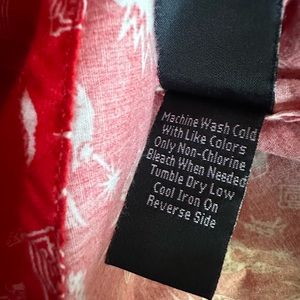 Machine Wash Cold
With Like Colors
Only Non-Chlorine
Bleach When Needed
Tumble Dry Low
Cool Iron On
Reverse Side